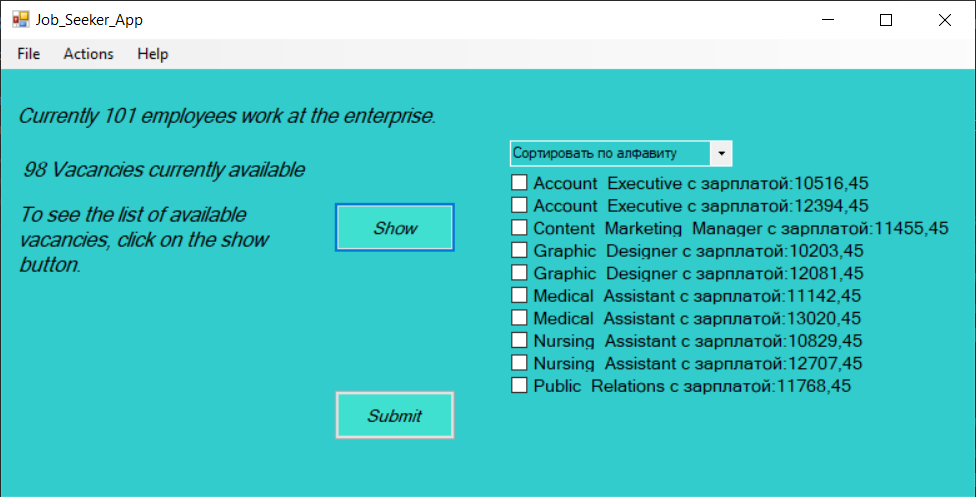 Job_Seeker_App
File Actions Help
Currently 101 employees work at the enterprise.
98 Vacancies currently available
To see the list of available
vacancies, click on the show
button.
Show
Submit
Сортировать по алфавиту
Account Executive с зарплатой:10516,45
Account Executive с зарплатой:12394,45
Content Marketing Manager с зарплатой:11455,45
Graphic Designer с зарплатой:10203,45
Graphic Designer с зарплатой:12081,45
Medical Assistant с зарплатой:11142,45
Medical Assistant с зарплатой:13020,45
Nursing Assistant с зарплатой:10829,45
Nursing Assistant с зарплатой:12707,45
Public Relations с зарплатой:11768,45